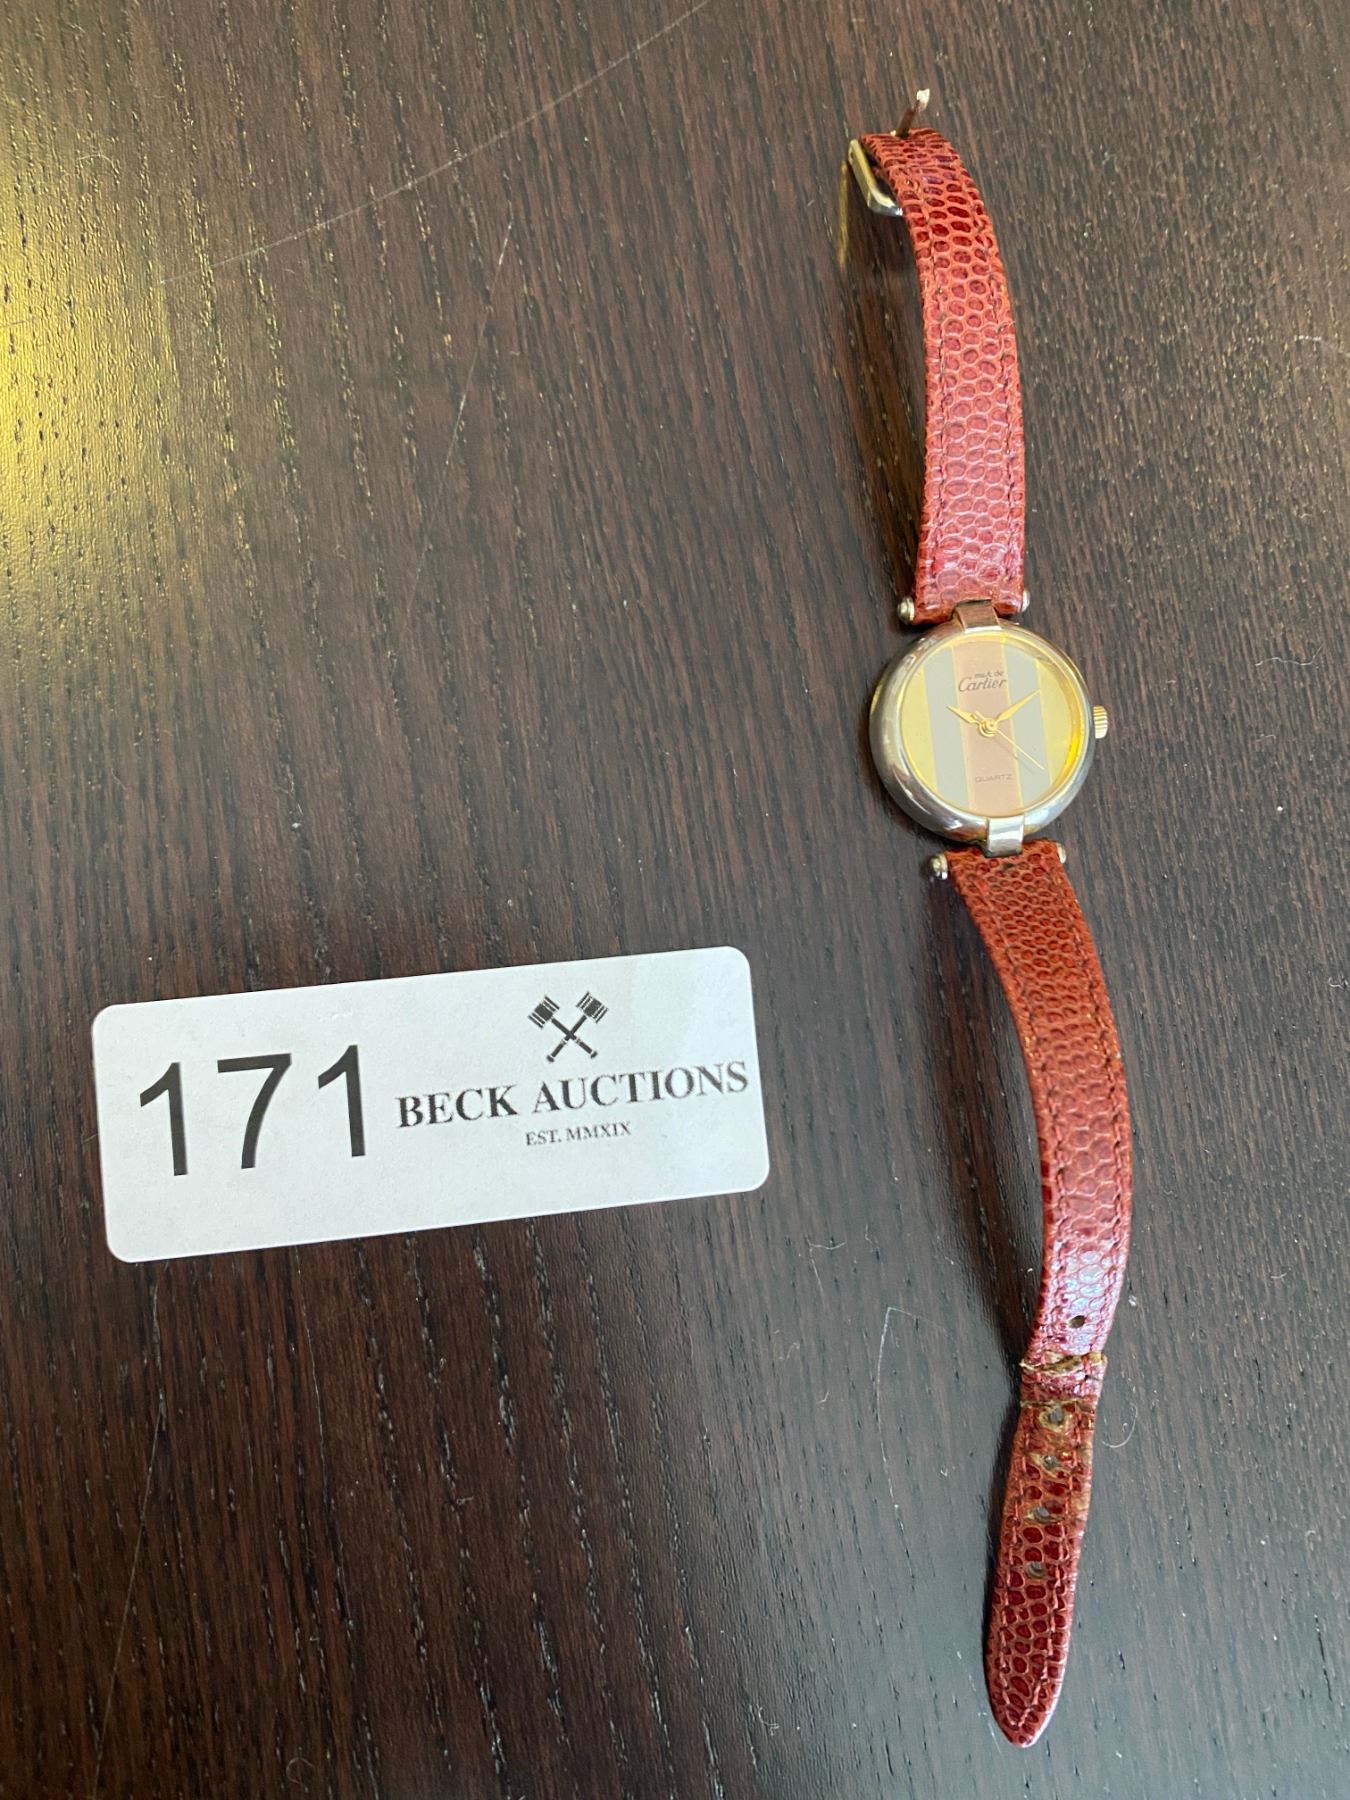 must de
Cartier
QUARTZ
171
BECK AUCTIONS
EST. MMXIX